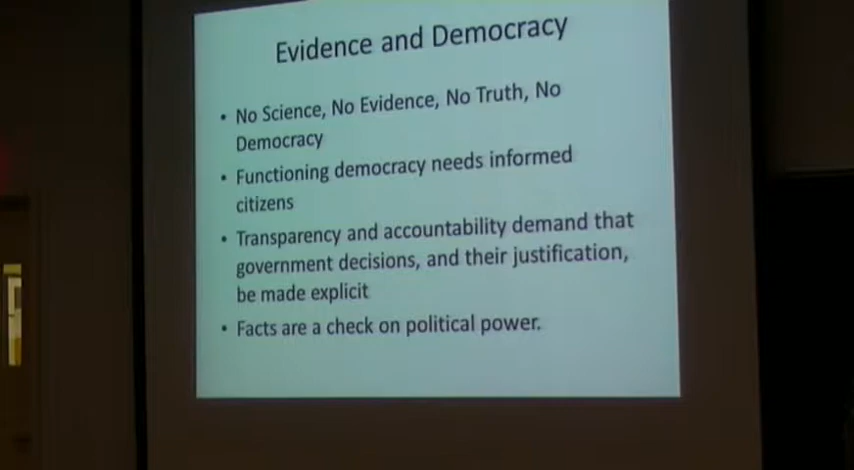 Evidence and Democracy
• No Science, No Evidence, No Truth, No
Democracy
• Functioning democracy needs informed
citizens
• Transparency and accountability demand that
government decisions, and their justification,
be made explicit
• Facts are a check on political power.